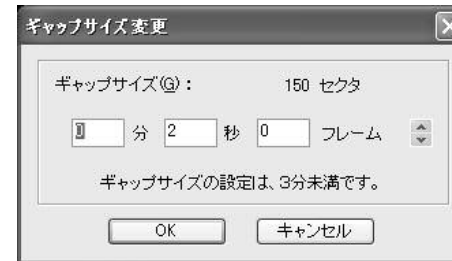 ギャップサイズ変更
ギャップサイズ(G)： 150 セクタ
0 分 2 秒 0 フレーム
ギャップサイズの設定は、3分未満です。
OK キャンセル